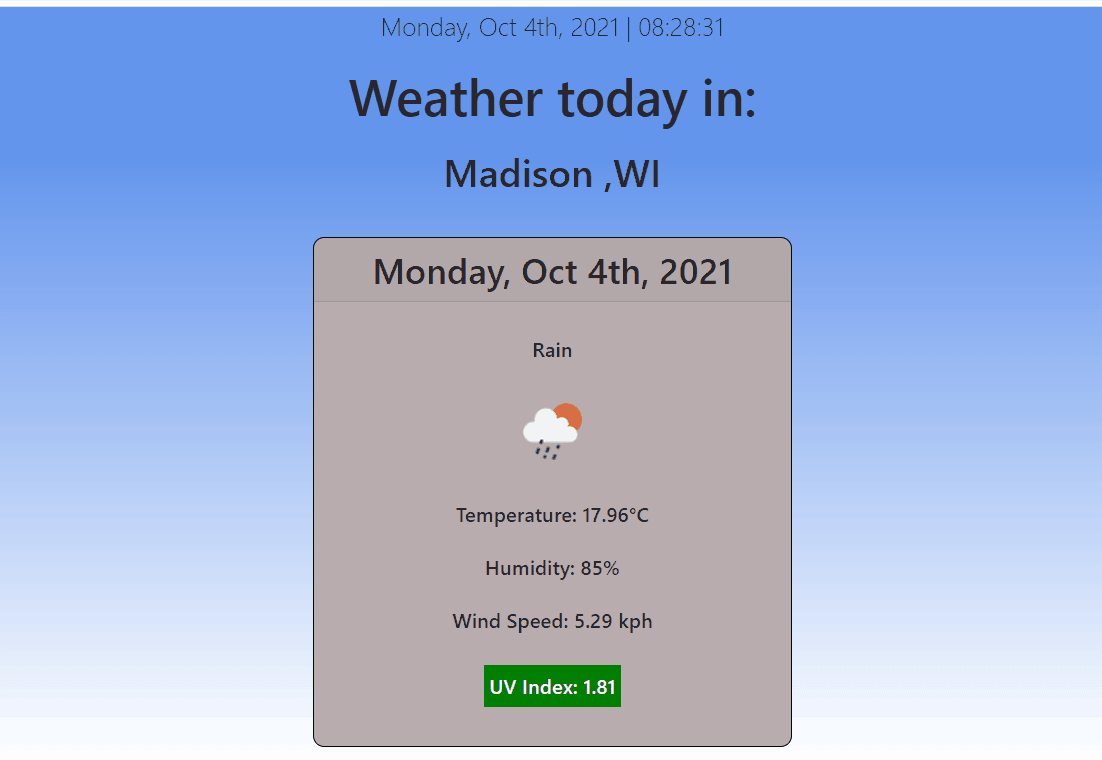 Monday, Oct 4th, 2021 | 08:28:31
Weather today in:
Madison ,WI
Monday, Oct 4th, 2021
Rain
Temperature: 17.96°C
Humidity: 85%
Wind Speed: 5.29 kph
UV Index: 1.81